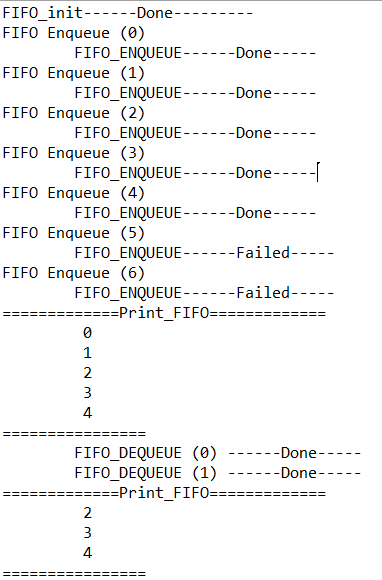 FIFO_init------Done---------
FIFO Enqueue (0)
FIFO_ENQUEUE------Done-----
FIFO Enqueue (1)
FIFO_ENQUEUE------Done-----
FIFO Enqueue (2)
FIFO_ENQUEUE------Done-----
FIFO Enqueue (3)
FIFO_ENQUEUE------Done-----
FIFO Enqueue (4)
FIFO_ENQUEUE------Done-----
FIFO Enqueue (5)
FIFO_ENQUEUE------Failed-----
FIFO Enqueue (6)
FIFO_ENQUEUE------Failed-----
=============Print_FIFO=============
0
1
2
3
4
================
FIFO_DEQUEUE (0) ------Done-----
FIFO_DEQUEUE (1) ------Done-----
=============Print_FIFO=============
2
3
4
================